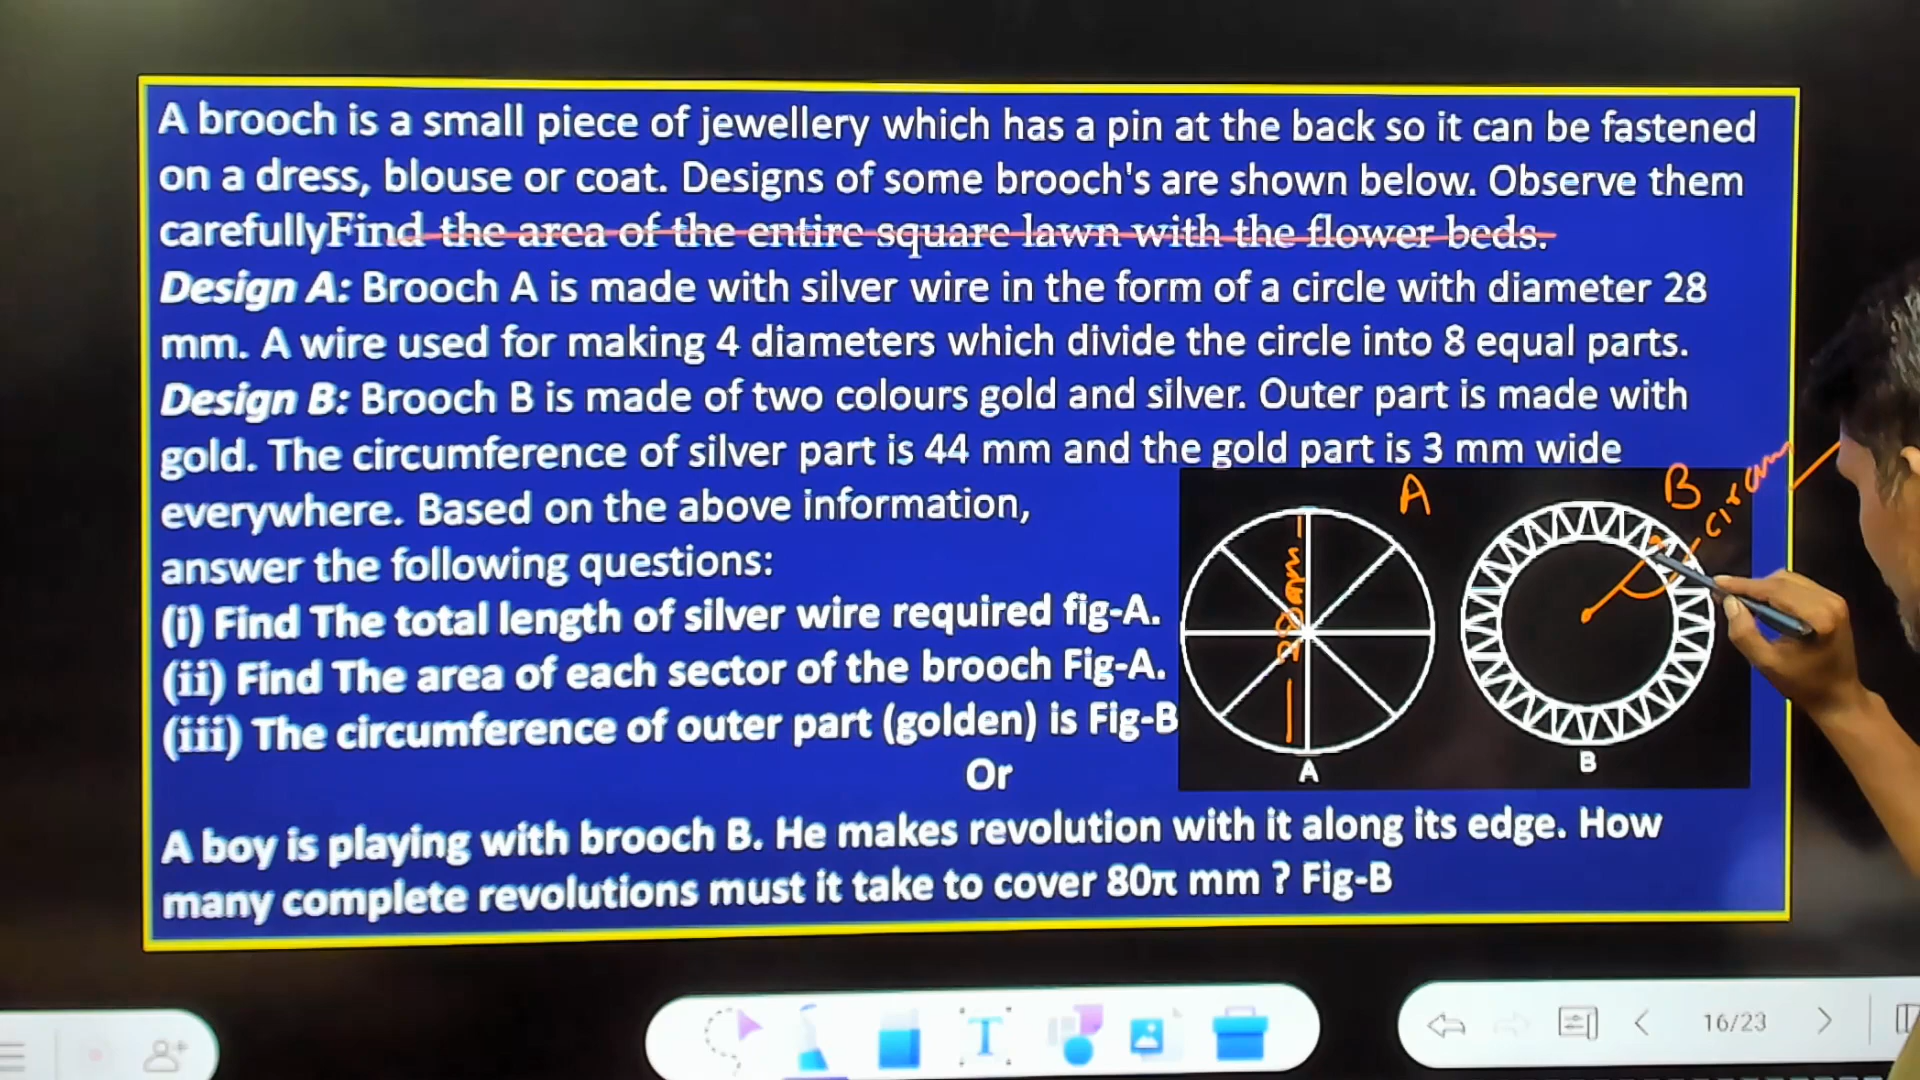 A brooch is a small piece of jewellery which has a pin at the back so it can be fastened
on a dress, blouse or coat. Designs of some brooch's are shown below. Observe them
carefullyFind the area of the entire square lawn with the flower beds.
Design A: Brooch A is made with silver wire in the form of a circle with diameter 28
mm. A wire used for making 4 diameters which divide the circle into 8 equal parts.
Design B: Brooch B is made of two colours gold and silver. Outer part is made with
gold. The circumference of silver part is 44 mm and the gold part is 3 mm wide
everywhere. Based on the above information,
answer the following questions:
(i) Find The total length of silver wire required fig-A.
(ii) Find The area of each sector of the brooch Fig-A.
(iii) The circumference of outer part (golden) is Fig-B
Or
A boy is playing with brooch B. He makes revolution with it along its edge. How
many complete revolutions must it take to cover 80π mm ? Fig-B
A
B
28mm
A
B
T
16/23